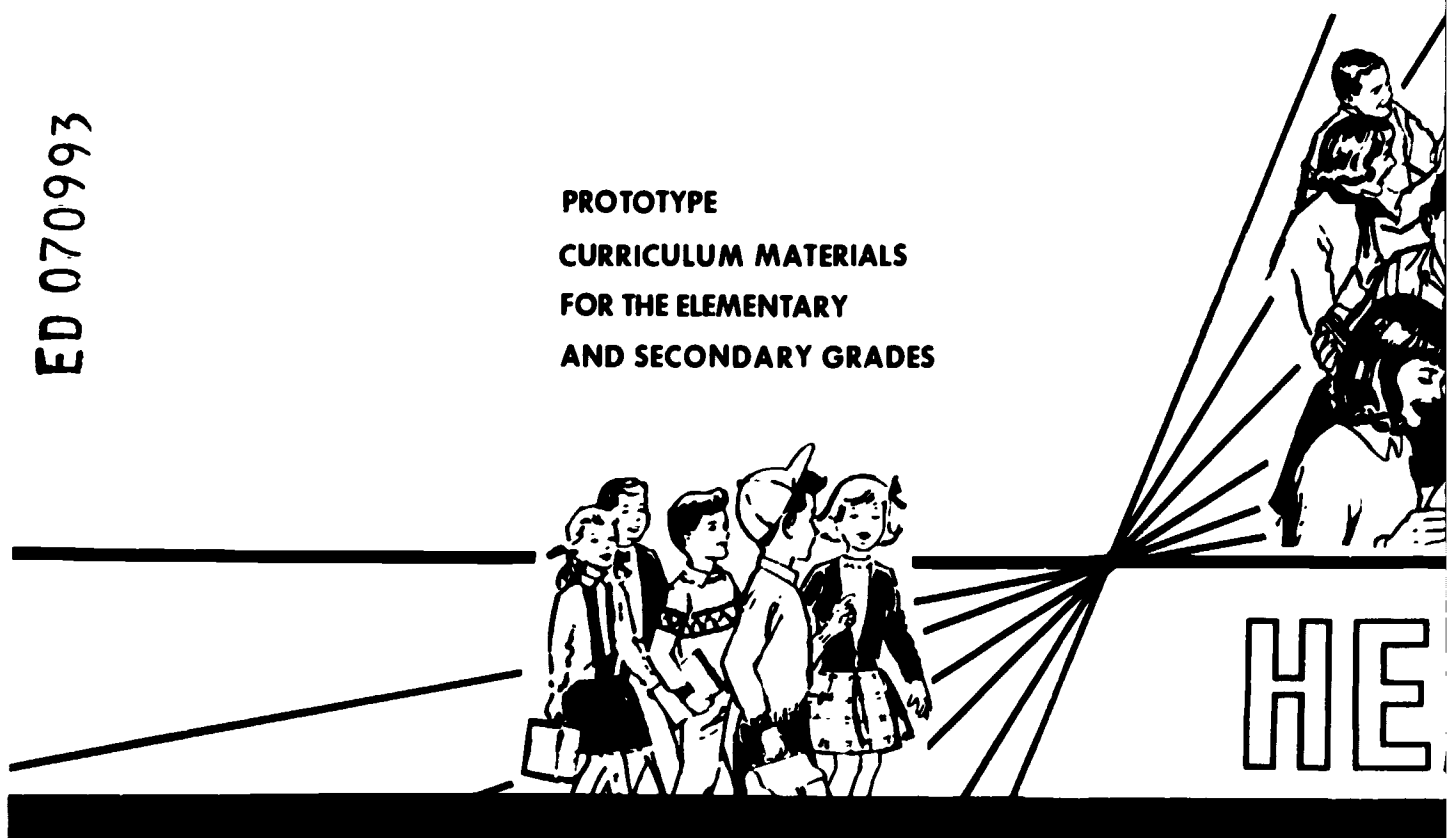 ED 070993
PROTOTYPE
CURRICULUM MATERIALS
FOR THE ELEMENTARY
AND SECONDARY GRADES
HE